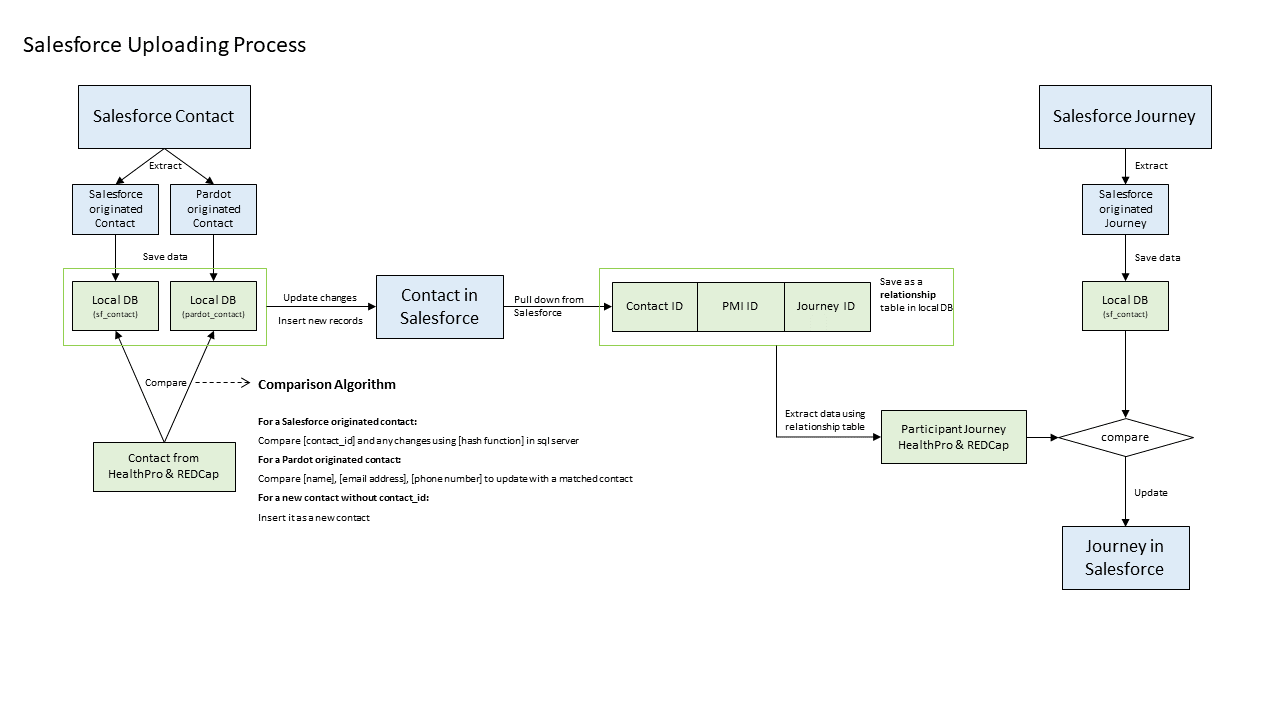 Salesforce Uploading Process
Salesforce Contact
Extract
Salesforce
originated
Contact
Pardot
originated
Contact
Save data
Local DB
(sf_contact)
Local DB
(pardot_contact)
Update changes
Insert new records
Contact in
Salesforce
Pull down from
Salesforce
Contact ID
PMI ID
Journey ID
Save as a
relationship
table in local DB
Compare
Contact from
HealthPro & REDCap
Comparison Algorithm
For a Salesforce originated contact:
Compare [contact_id] and any changes using [hash function] in sql server
For a Pardot originated contact:
Compare [name], [email address], [phone number] to update with a matched contact
For a new contact without contact_id:
Insert it as a new contact
Extract data using
relationship table
Participant Journey
HealthPro & REDCap
Salesforce Journey
Extract
Salesforce
originated
Journey
Save data
Local DB
(sf_contact)
compare
Update
Journey in
Salesforce